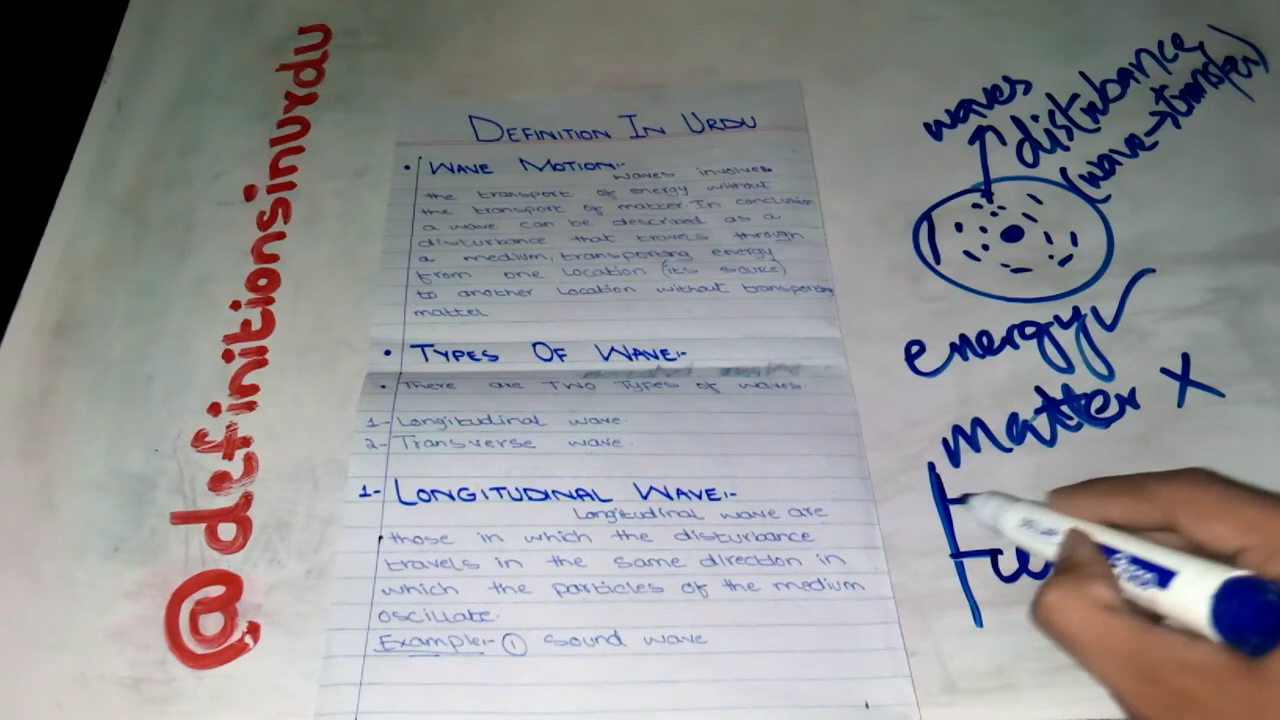 @definitionsinurdu
DEFINITION IN URDU
• WAVE MOTION:-
waves involves
the transport of energy without
the transport of matter. In conclusion
a wave can be described as a
disturbance that travels through
a medium, transporting energy
from one location (its source)
to another location without transporting
matter
• TYPES OF WAVE:-
• There are Two Types of waves
1- Longitudinal wave.
2- Transverse wave.
1- LONGITUDINAL WAVE:-
Longitudinal wave are
those in which the disturbance
travels in the same direction in
which the particles of the medium
oscillate.
Example:- ① Sound wave
waves
disturbance
(wave → transfer)
energy ✓
matter ✗